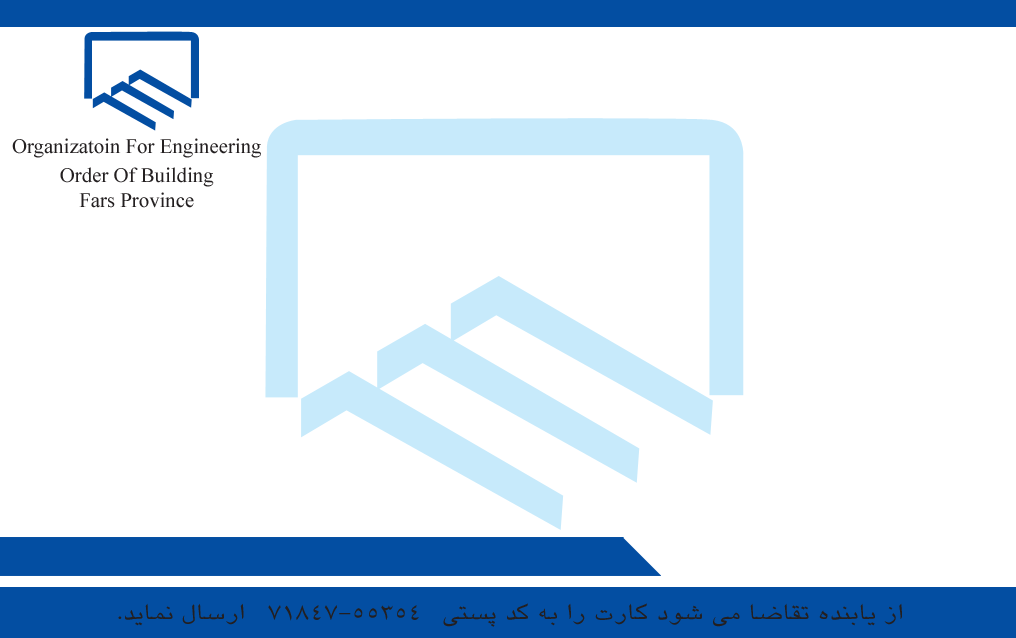 Organizatoin For Engineering
Order Of Building
Fars Province
از یابنده تقاضا می شود کارت را به کد پستی ۵۵۳۵۴-۷۱۸۴۷ ارسال نماید.